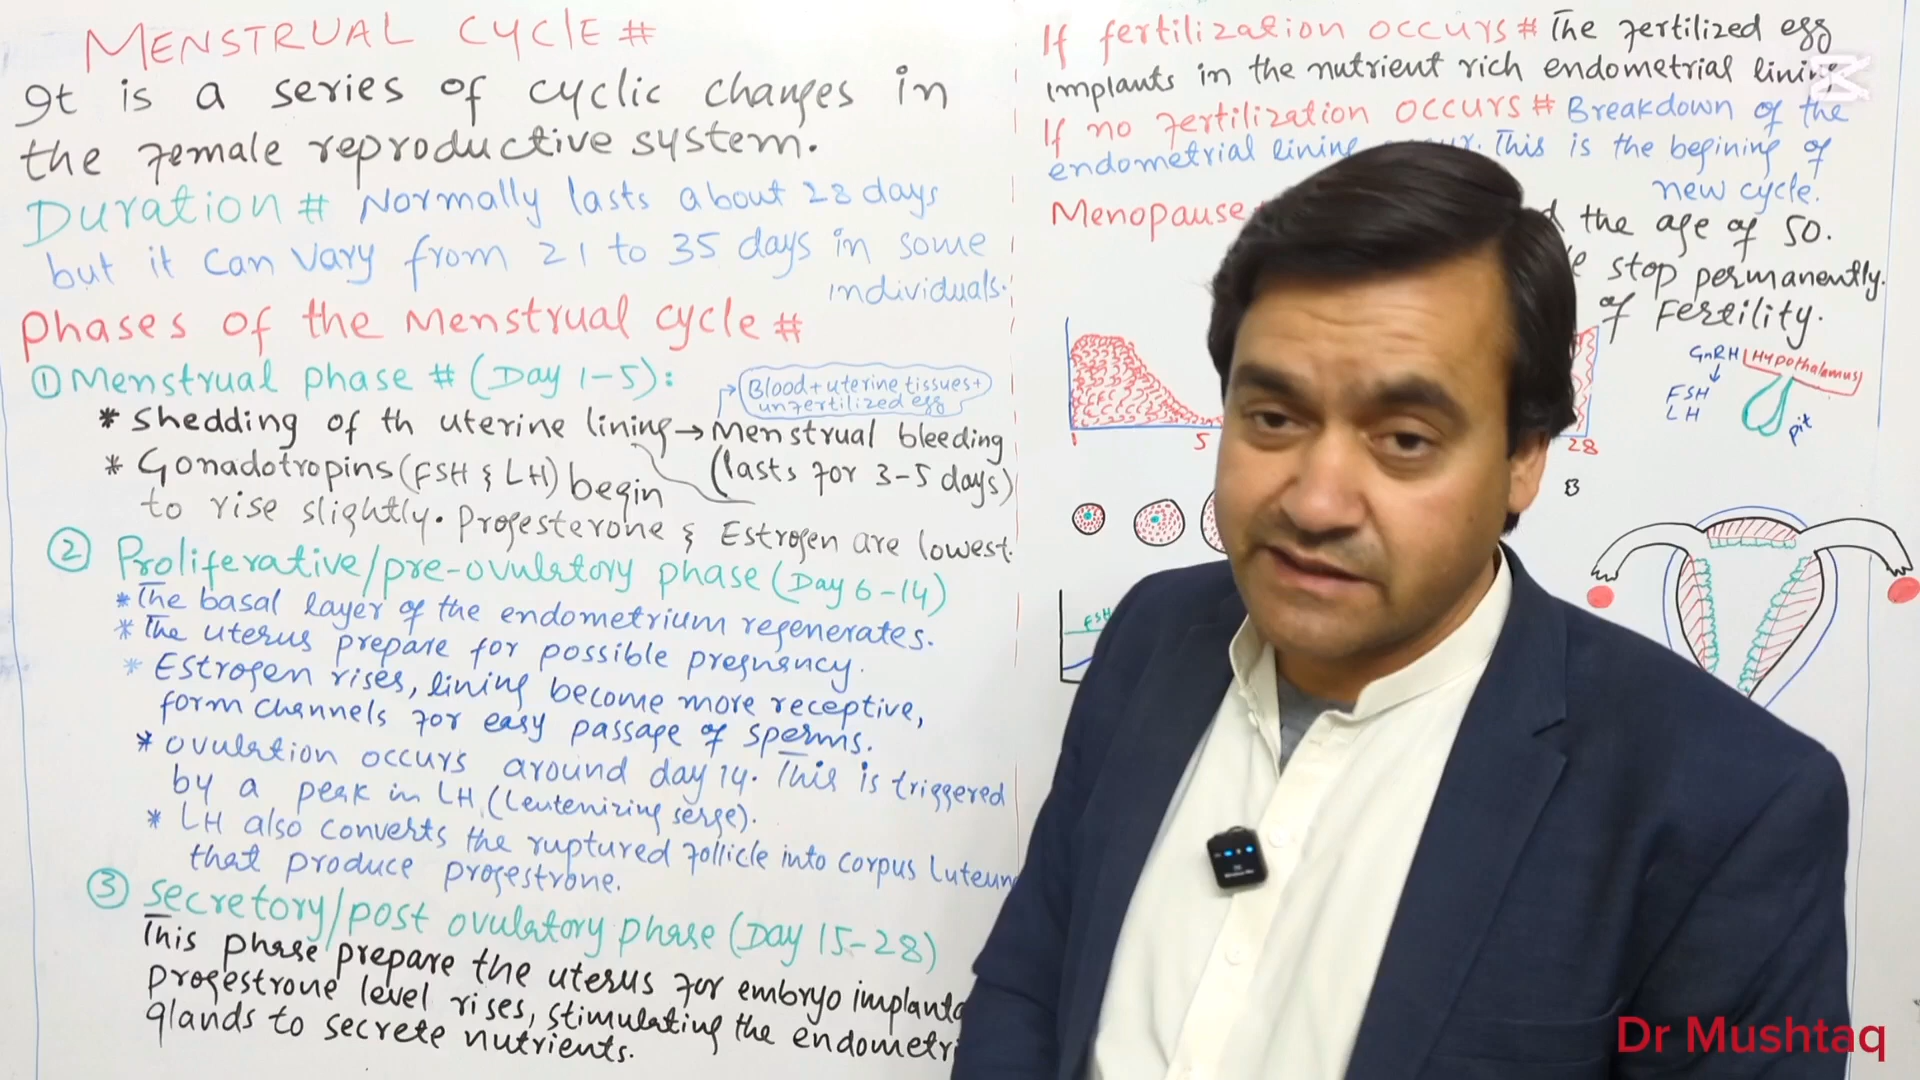 MENSTRUAL CYCLE #
It is a series of cyclic changes in
the female reproductive system.
Duration # Normally lasts about 28 days
but it can vary from 21 to 35 days in some
individuals.
Phases of the Menstrual cycle #
① Menstrual phase # (Day 1-5):
Blood + uterine tissues +
unfertilized egg
* Shedding of th uterine lining → Menstrual bleeding
(lasts for 3-5 days)
* Gonadotropins (FSH & LH) begin
to rise slightly. Progesterone & Estrogen are lowest.
② Proliferative/pre-ovulatory phase (Day 6-14)
* The basal layer of the endometrium regenerates.
* The uterus prepare for possible pregnancy.
* Estrogen rises, lining become more receptive,
form channels for easy passage of sperms.
* Ovulation occurs around day 14. This is triggered
by a peak in LH (Leutenizing serge).
* LH also converts the ruptured follicle into corpus luteum
that produce progestrone.
③ Secretory/post ovulatory phase (Day 15-28)
This phase prepare the uterus for embryo
progestrone level rises, stimulating the
glands to secrete nutrients.
If fertilization occurs # The fertilized egg
implants in the nutrient rich endometrial lining
If no fertilization occurs # Breakdown of the
endometrial lining This is the begining of
new cycle.
Menopause the age of 50.
stop permanently.
of Fertility.
1 5 28
GnRH Hypothalamus
FSH
LH
pit
B
FSH
Dr Mushtaq